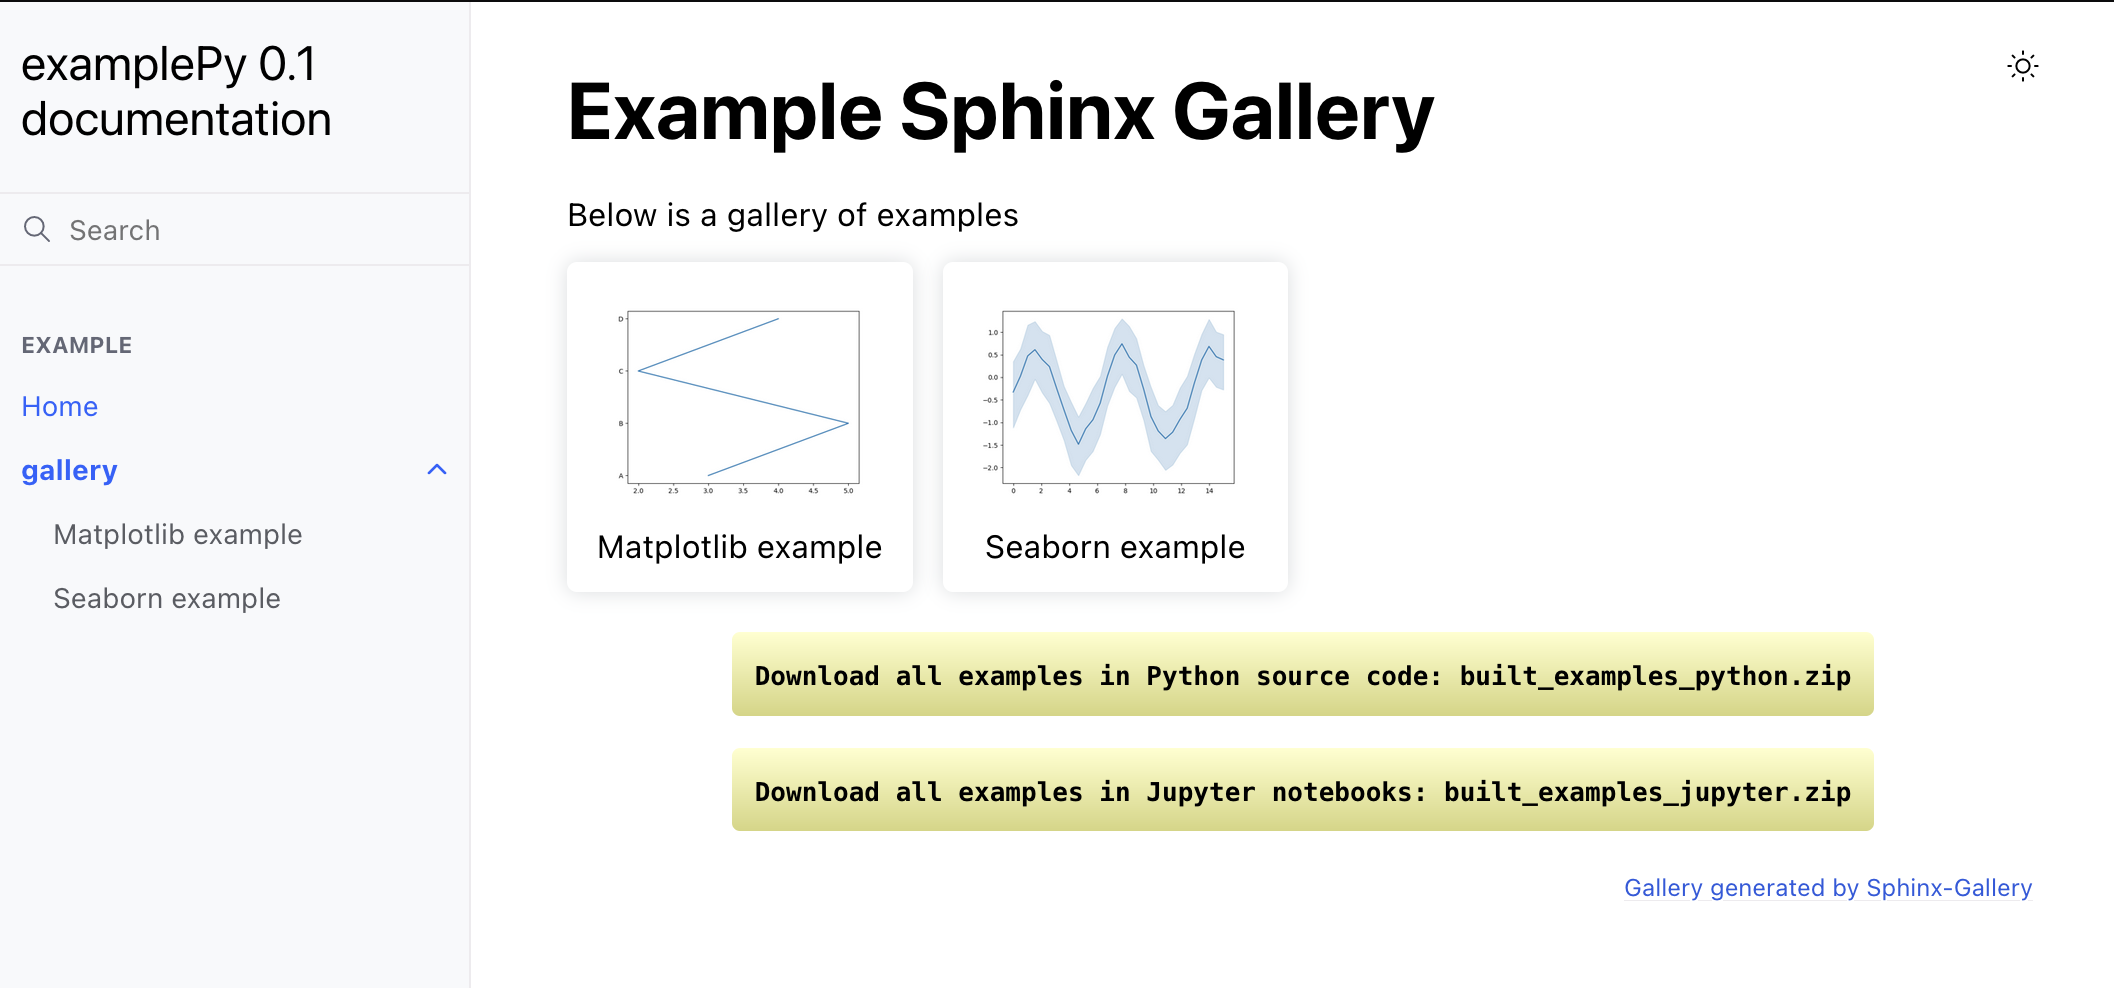 examplePy 0.1
documentation
Search
EXAMPLE
Home
gallery
Matplotlib example
Seaborn example
Example Sphinx Gallery
Below is a gallery of examples
D
C
B
A
2.0 2.5 3.0 3.5 4.0 4.5 5.0
Matplotlib example
1.0
0.5
0.0
−0.5
−1.0
−1.5
−2.0
0 2 4 6 8 10 12 14
Seaborn example
Download all examples in Python source code: built_examples_python.zip
Download all examples in Jupyter notebooks: built_examples_jupyter.zip
Gallery generated by Sphinx-Gallery